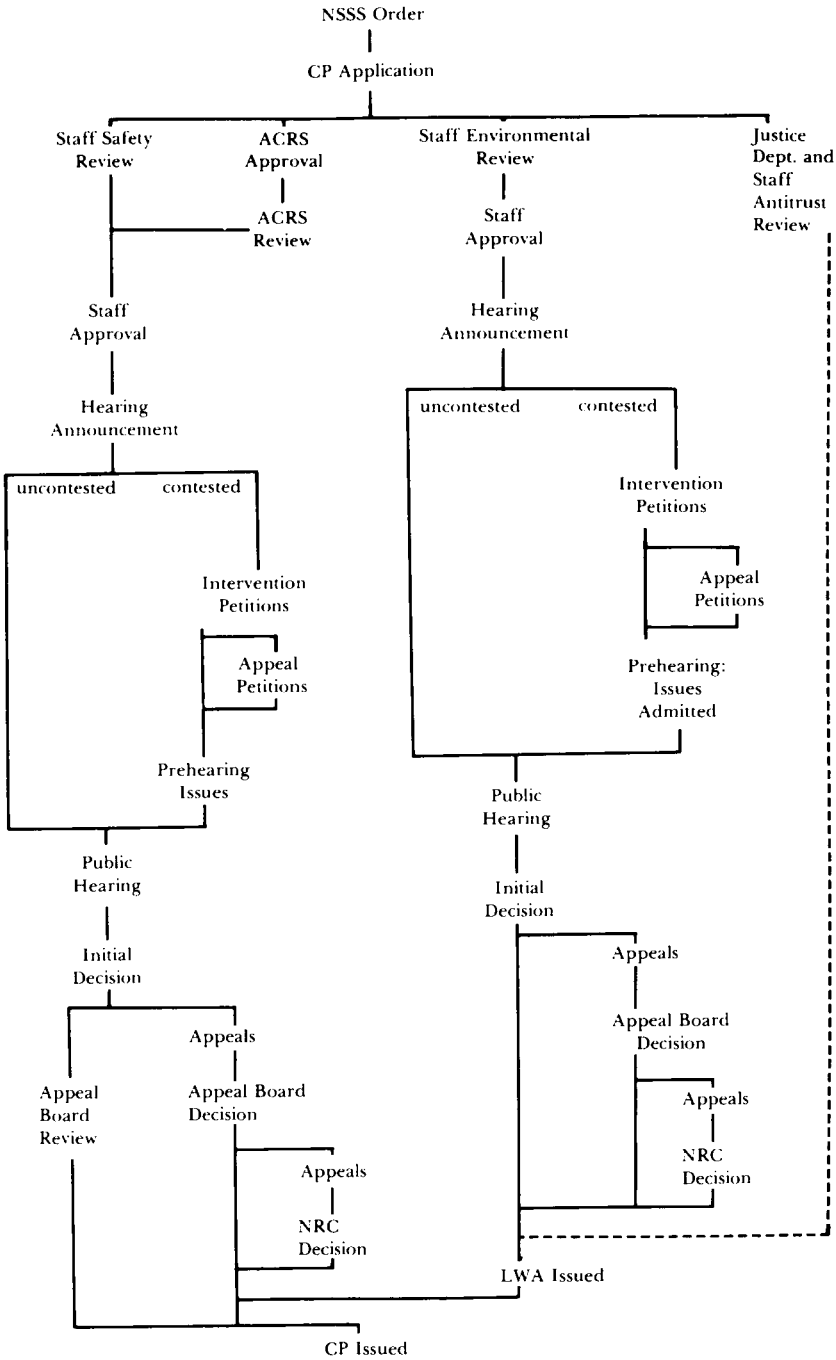 NSSS Order
CP Application
Staff Safety
Review
ACRS
Approval
ACRS
Review
Staff Environmental
Review
Staff
Approval
Hearing
Announcement
Justice
Dept. and
Staff
Antitrust
Review
Staff
Approval
Hearing
Announcement
uncontested contested
Intervention
Petitions
Appeal
Petitions
Prehearing
Issues
Public
Hearing
Initial
Decision
Appeal
Board
Review
Appeals
Appeal Board
Decision
Appeals
NRC
Decision
uncontested contested
Intervention
Petitions
Appeal
Petitions
Prehearing:
Issues
Admitted
Public
Hearing
Initial
Decision
Appeals
Appeal Board
Decision
Appeals
NRC
Decision
LWA Issued
CP Issued